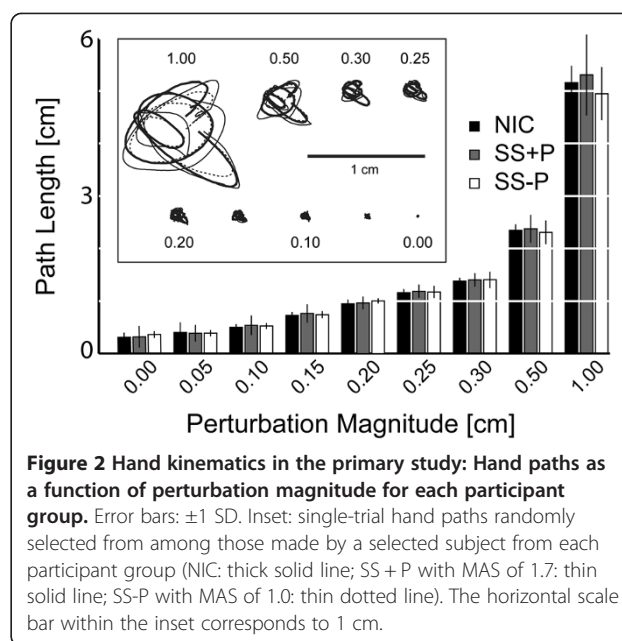 6
1.00 0.50 0.30 0.25
NIC
SS+P
SS-P
1 cm
3
Path Length [cm]
0.20 0.10 0.00
0
0.00 0.05 0.10 0.15 0.20 0.25 0.30 0.50 1.00
Perturbation Magnitude [cm]
Figure 2 Hand kinematics in the primary study: Hand paths as
a function of perturbation magnitude for each participant
group. Error bars: ±1 SD. Inset: single-trial hand paths randomly
selected from among those made by a selected subject from each
participant group (NIC: thick solid line; SS + P with MAS of 1.7: thin
solid line; SS-P with MAS of 1.0: thin dotted line). The horizontal scale
bar within the inset corresponds to 1 cm.